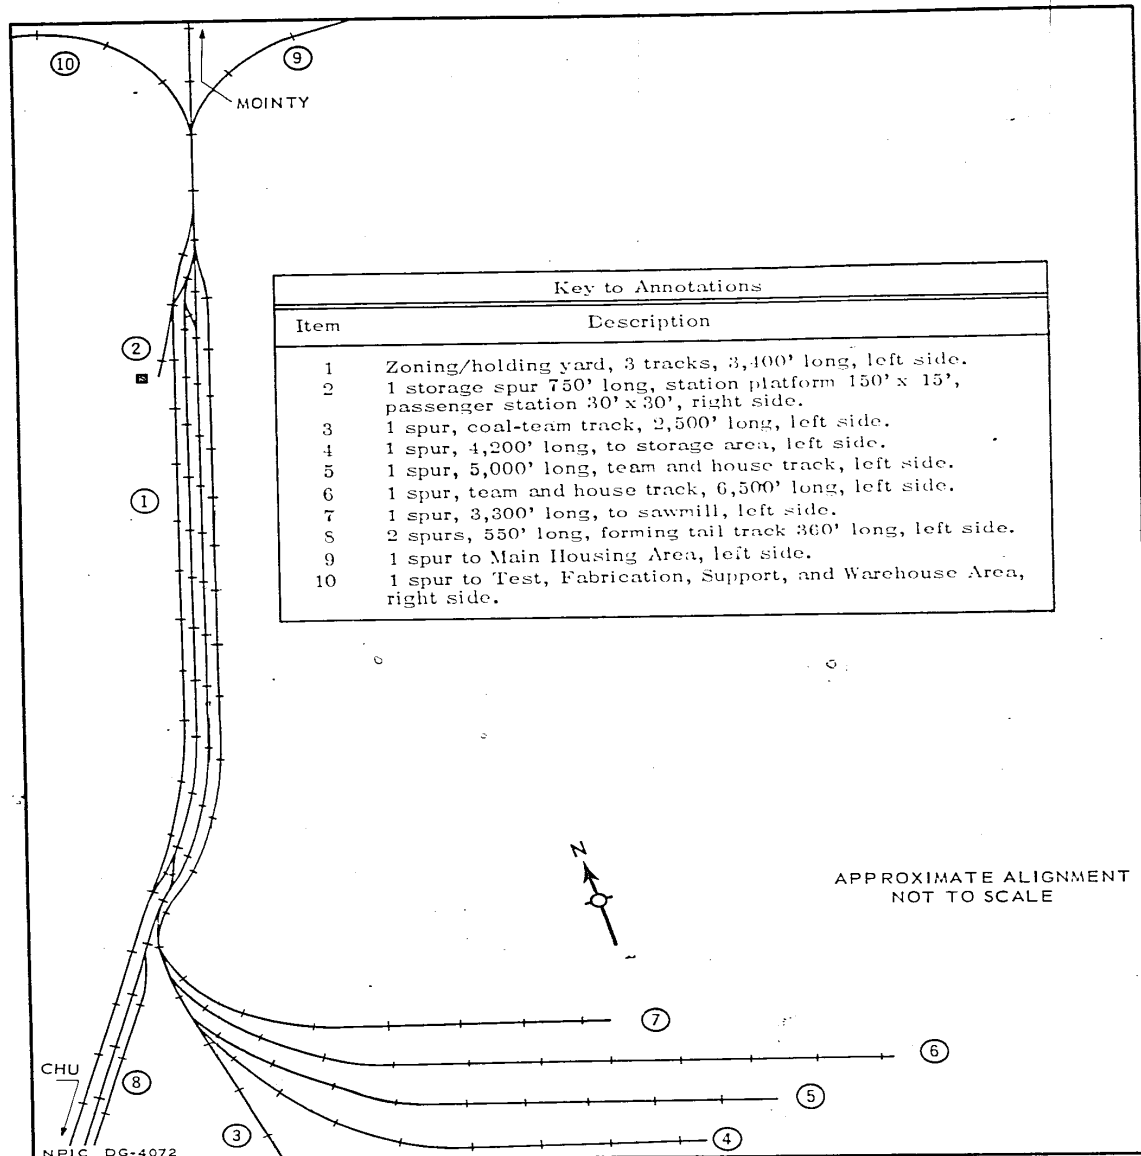 10
9
MOINTY
Key to Annotations
Item Description
1 Zoning/holding yard, 3 tracks, 3,400' long, left side.
2 1 storage spur 750' long, station platform 150' x 15',
passenger station 30' x 30', right side.
3 1 spur, coal-team track, 2,500' long, left side.
4 1 spur, 4,200' long, to storage area, left side.
5 1 spur, 5,000' long, team and house track, left side.
6 1 spur, team and house track, 6,500' long, left side.
7 1 spur, 3,300' long, to sawmill, left side.
8 2 spurs, 550' long, forming tail track 360' long, left side.
9 1 spur to Main Housing Area, left side.
10 1 spur to Test, Fabrication, Support, and Warehouse Area,
right side.
2
S
1
N
APPROXIMATE ALIGNMENT
NOT TO SCALE
7
6
CHU
8
5
3
4
NPIC DG-4072